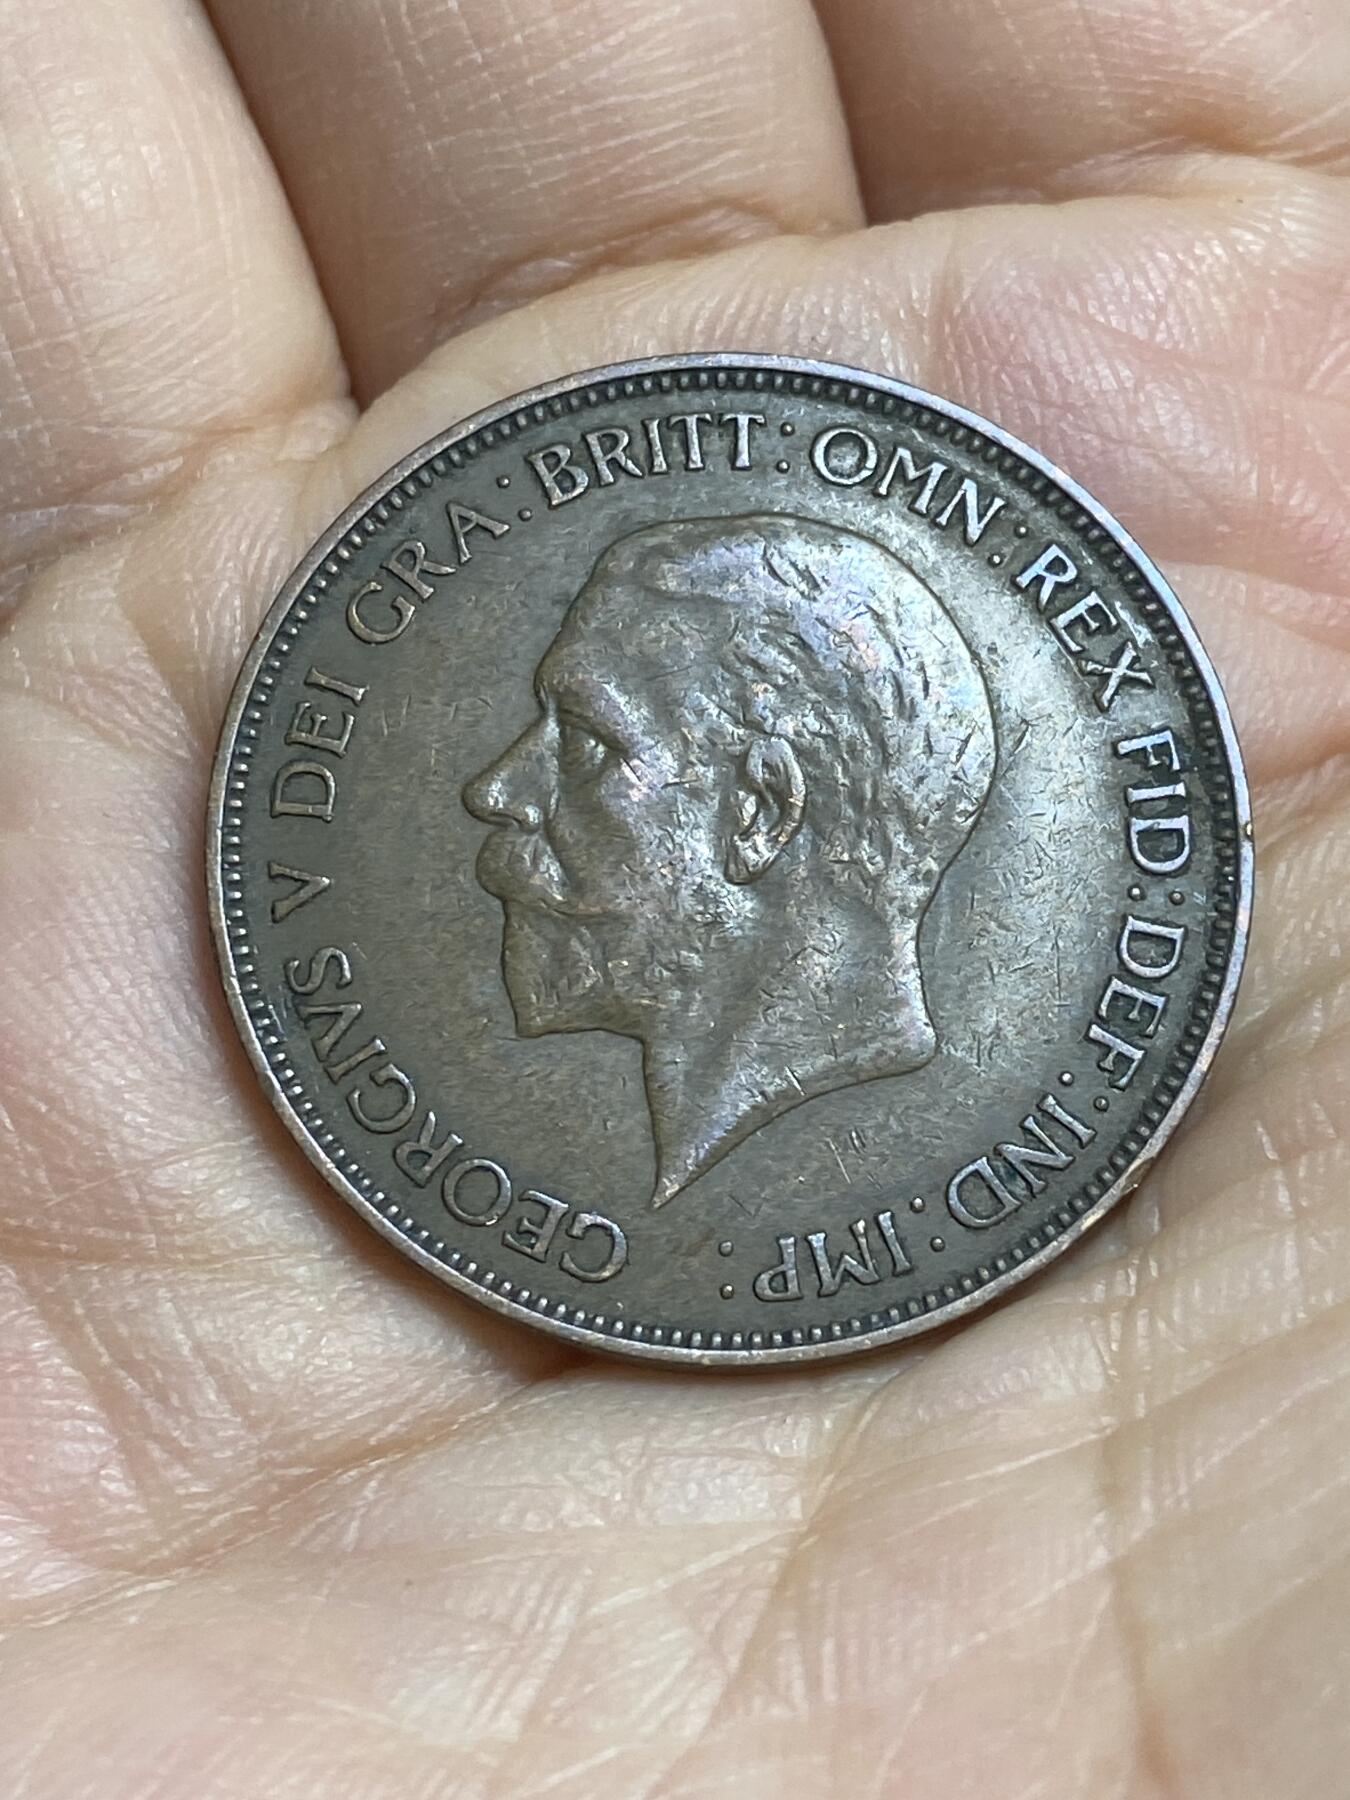 GEORGIVS V DEI GRA: BRITT: OMN: REX FID: DEF: IND: IMP: